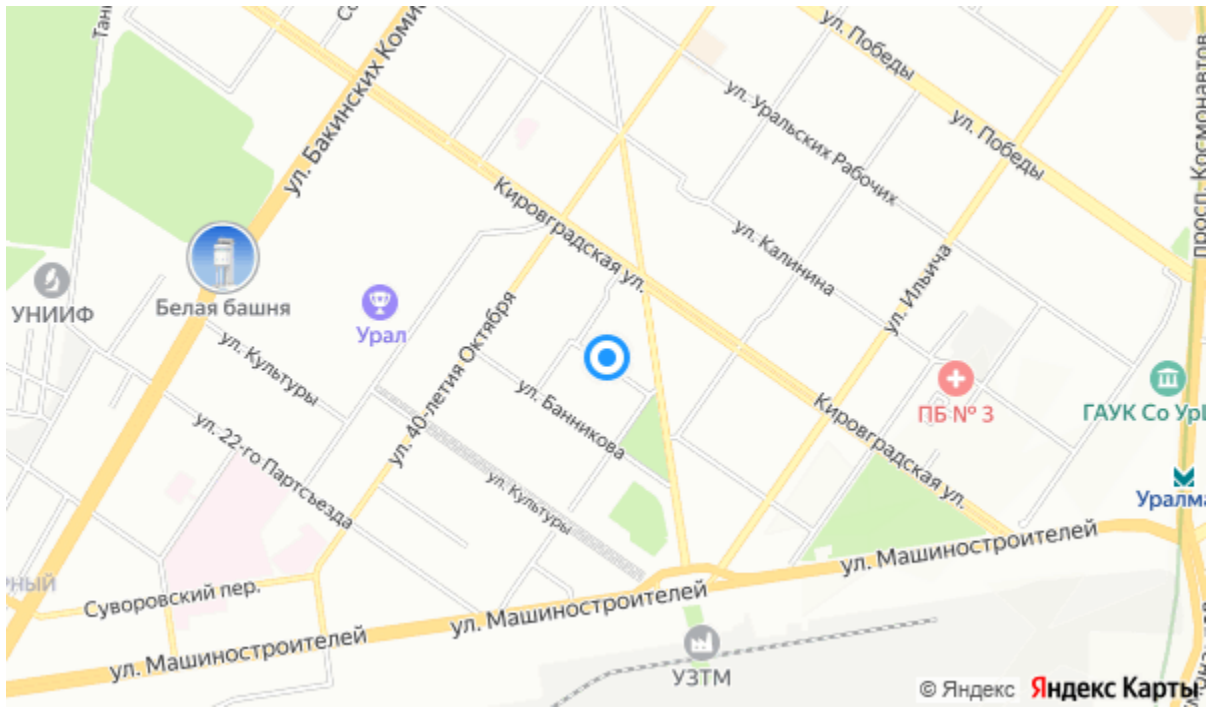 ул. Бакинских Коми
ул. Победы
ул. Победы
просп. Космонавтов
ул. Уральских Рабочих
Кировградская ул.
ул. Калинина
ул. Ильича
Белая башня
УНИИФ
Урал
ул. Культуры
ул. 40-летия Октября
ул. Банникова
ПБ № 3
ГАУК Со УрЦ
Кировградская ул.
ул. 22-го Партсъезда
ул. Культуры
Уралма
ул. Машиностроителей
Суворовский пер.
ул. Машиностроителей
ул. Машиностроителей
УЗТМ
© Яндекс Яндекс Карты